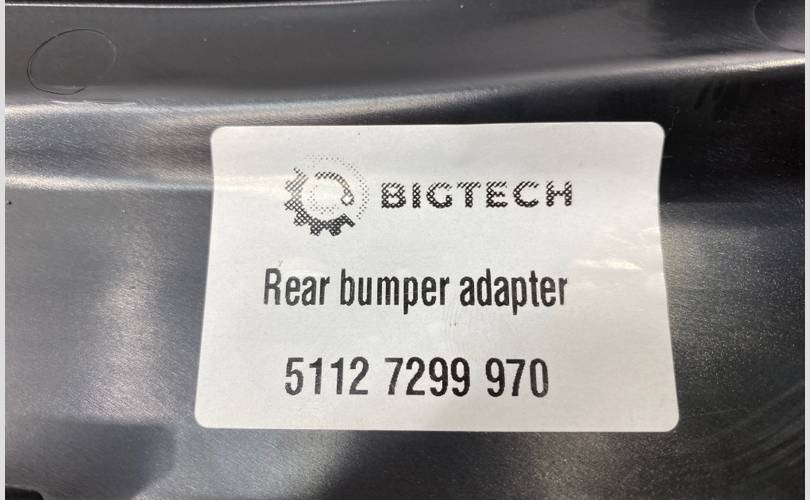 BIGTECH
Rear bumper adapter
5112 7299 970